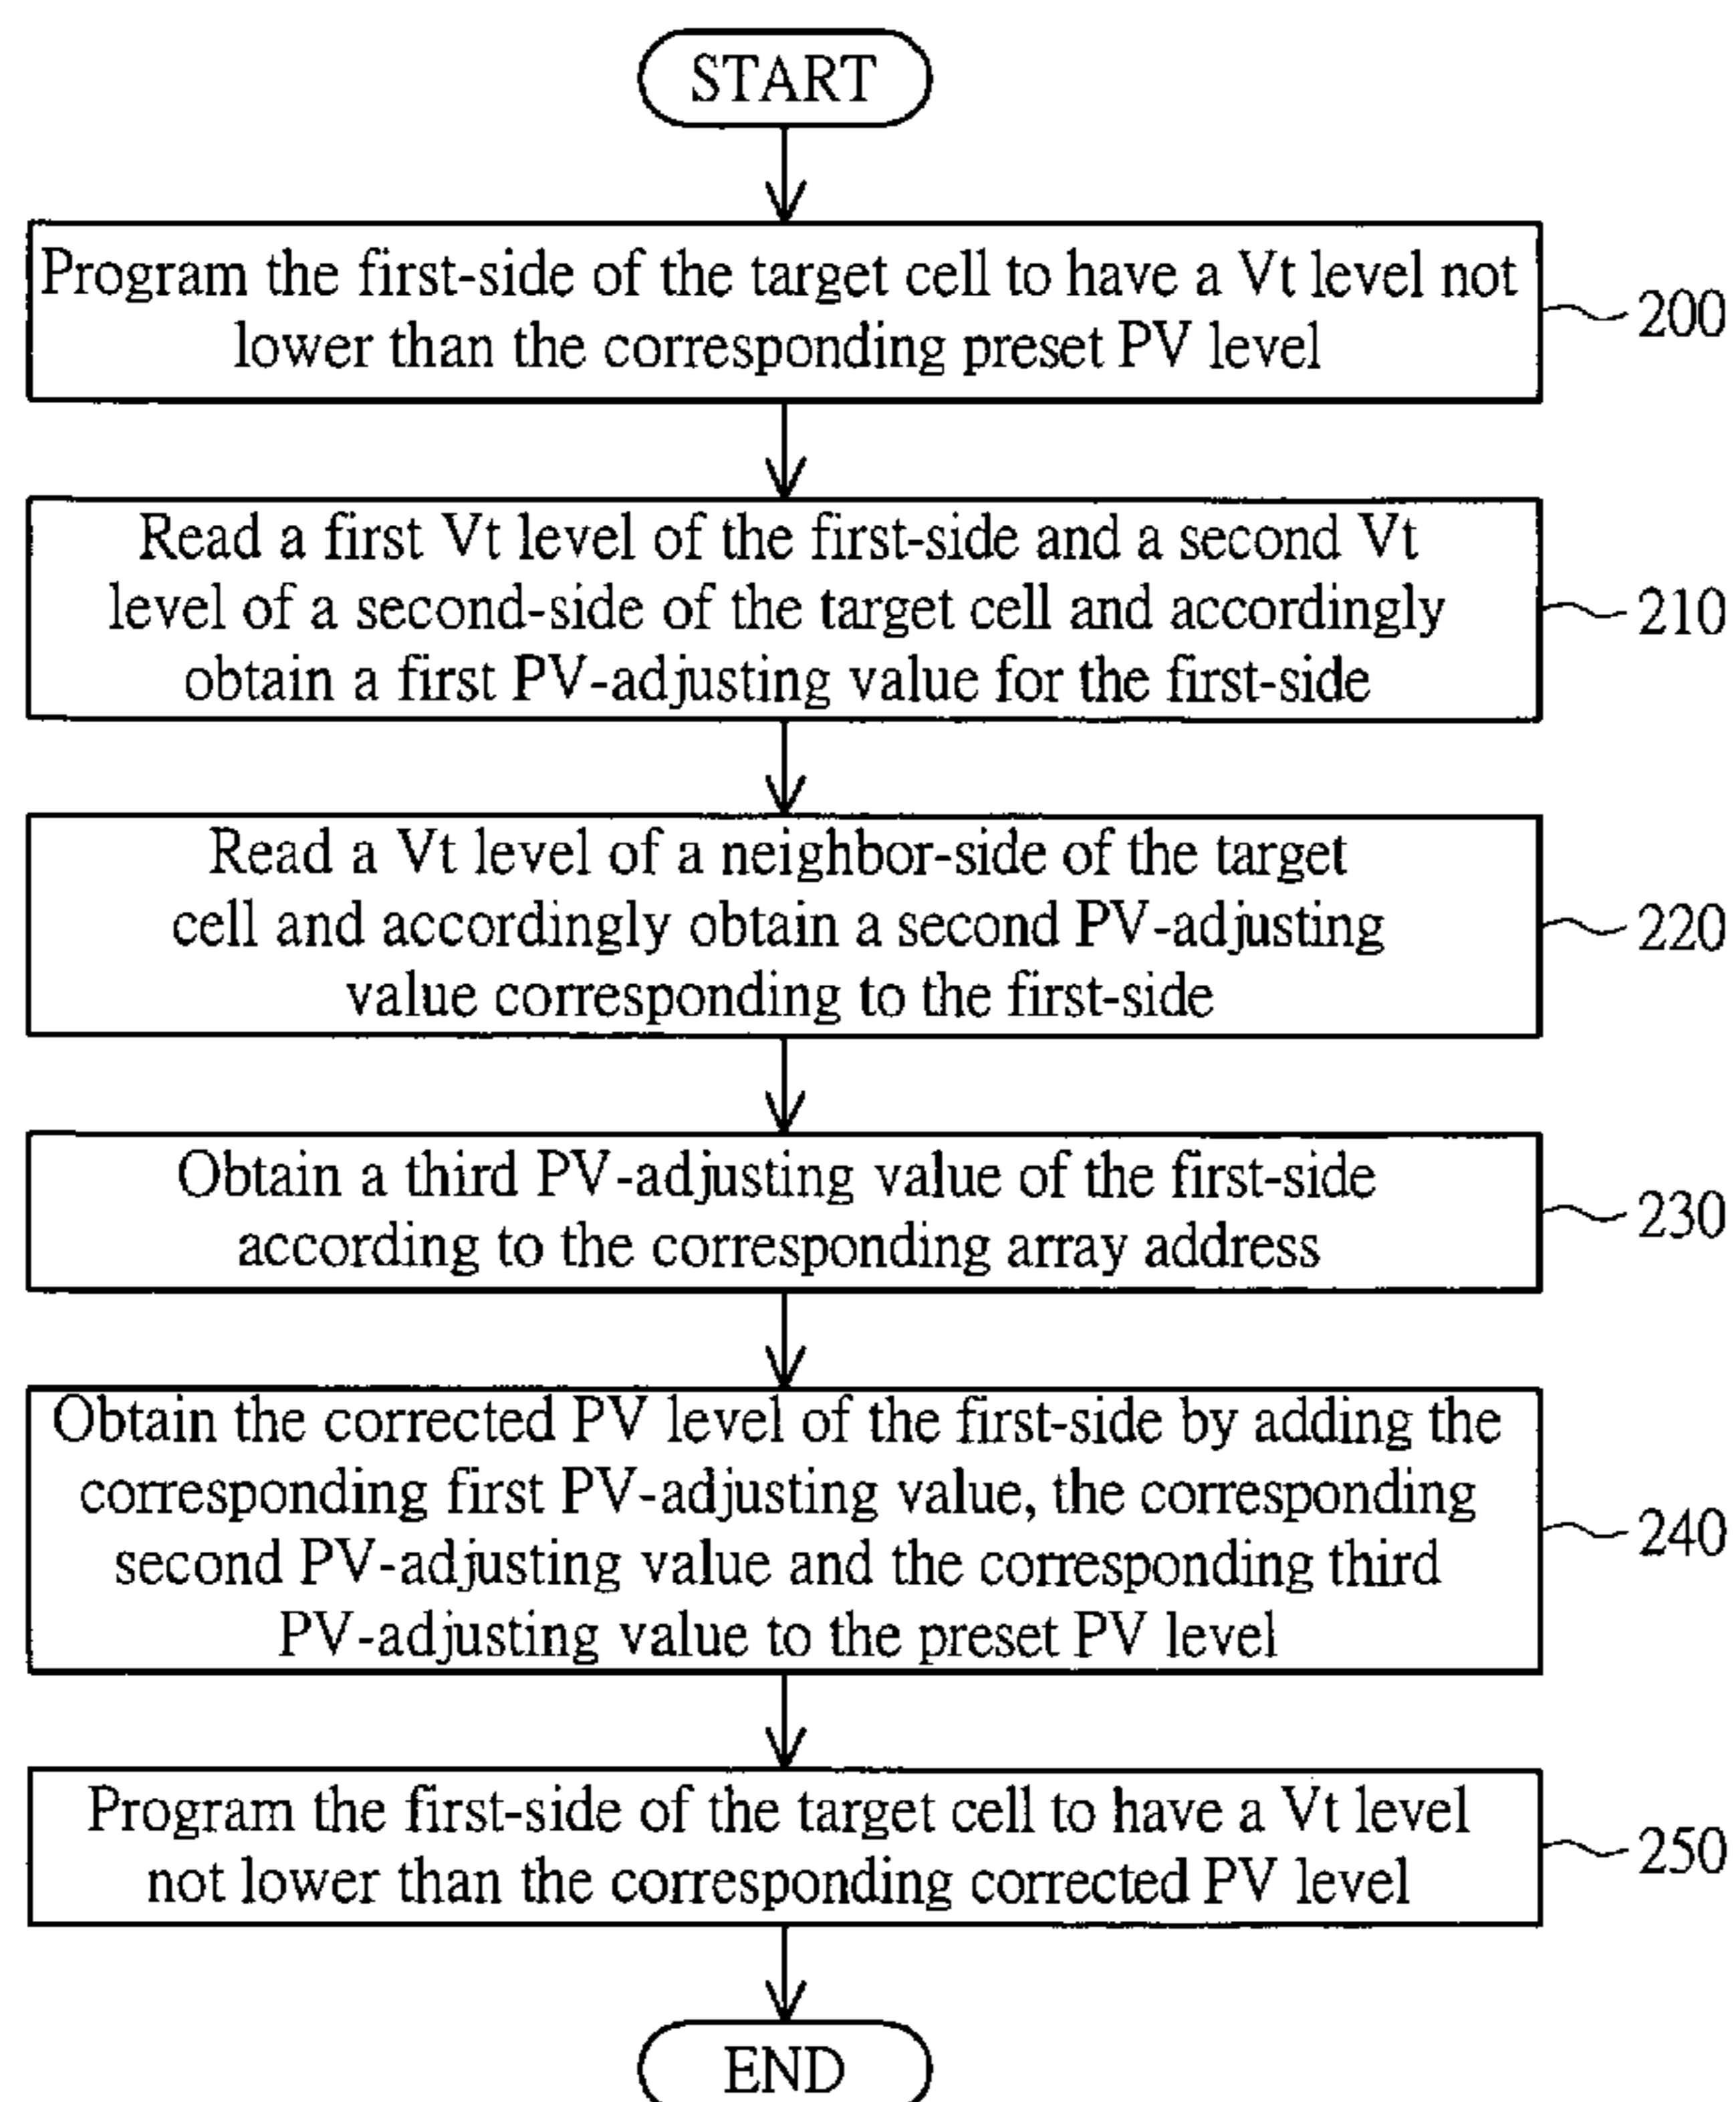 START
Program the first-side of the target cell to have a Vt level not
lower than the corresponding preset PV level
200
Read a first Vt level of the first-side and a second Vt
level of a second-side of the target cell and accordingly
obtain a first PV-adjusting value for the first-side
210
Read a Vt level of a neighbor-side of the target
cell and accordingly obtain a second PV-adjusting
value corresponding to the first-side
220
Obtain a third PV-adjusting value of the first-side
according to the corresponding array address
230
Obtain the corrected PV level of the first-side by adding the
corresponding first PV-adjusting value, the corresponding
second PV-adjusting value and the corresponding third
PV-adjusting value to the preset PV level
240
Program the first-side of the target cell to have a Vt level
not lower than the corresponding corrected PV level
250
END